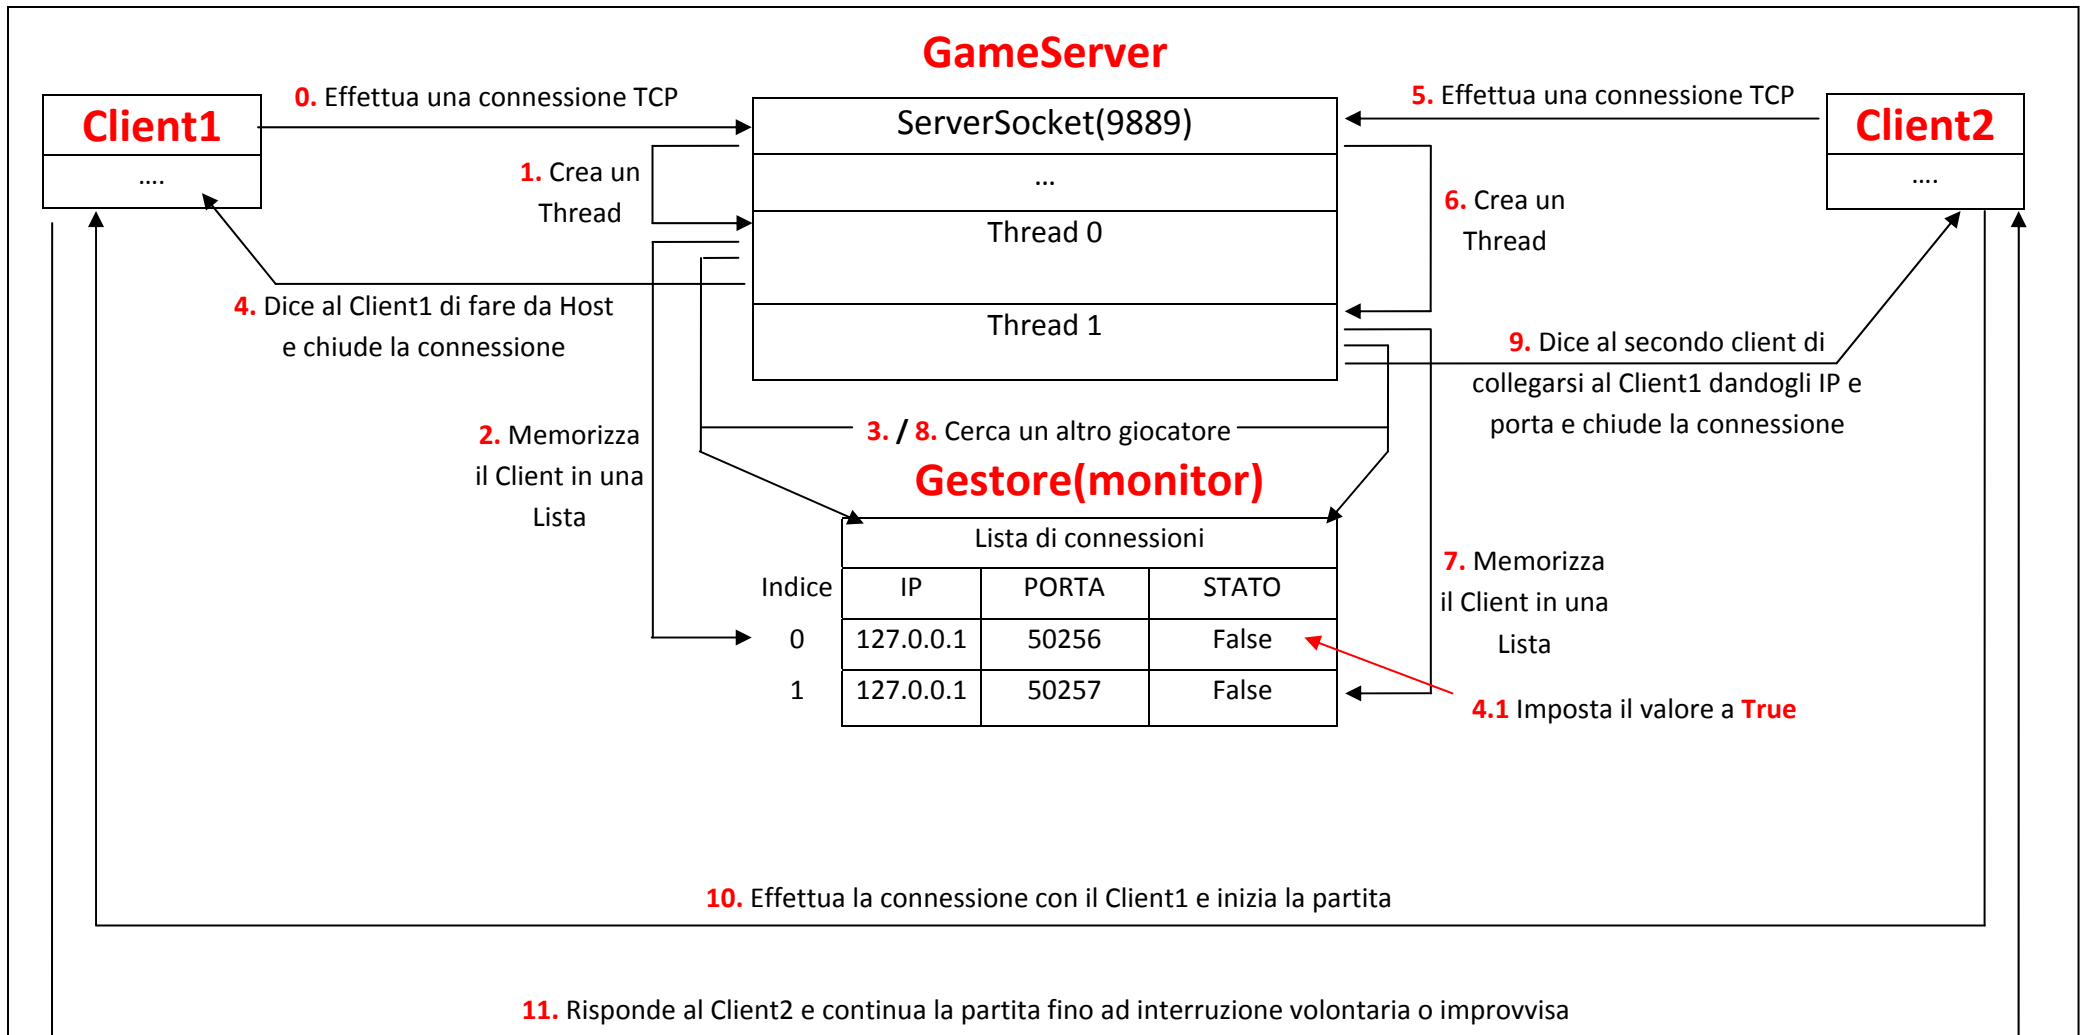 GameServer
0. Effettua una connessione TCP
5. Effettua una connessione TCP
Client1
....
ServerSocket(9889)
...
Thread 0
Thread 1
Client2
....
1. Crea un
Thread
6. Crea un
Thread
4. Dice al Client1 di fare da Host
e chiude la connessione
9. Dice al secondo client di
collegarsi al Client1 dandogli IP e
porta e chiude la connessione
2. Memorizza
il Client in una
Lista
3. / 8. Cerca un altro giocatore
Gestore(monitor)
Lista di connessioni
Indice IP PORTA STATO
0 127.0.0.1 50256 False
1 127.0.0.1 50257 False
7. Memorizza
il Client in una
Lista
4.1 Imposta il valore a True
10. Effettua la connessione con il Client1 e inizia la partita
11. Risponde al Client2 e continua la partita fino ad interruzione volontaria o improvvisa